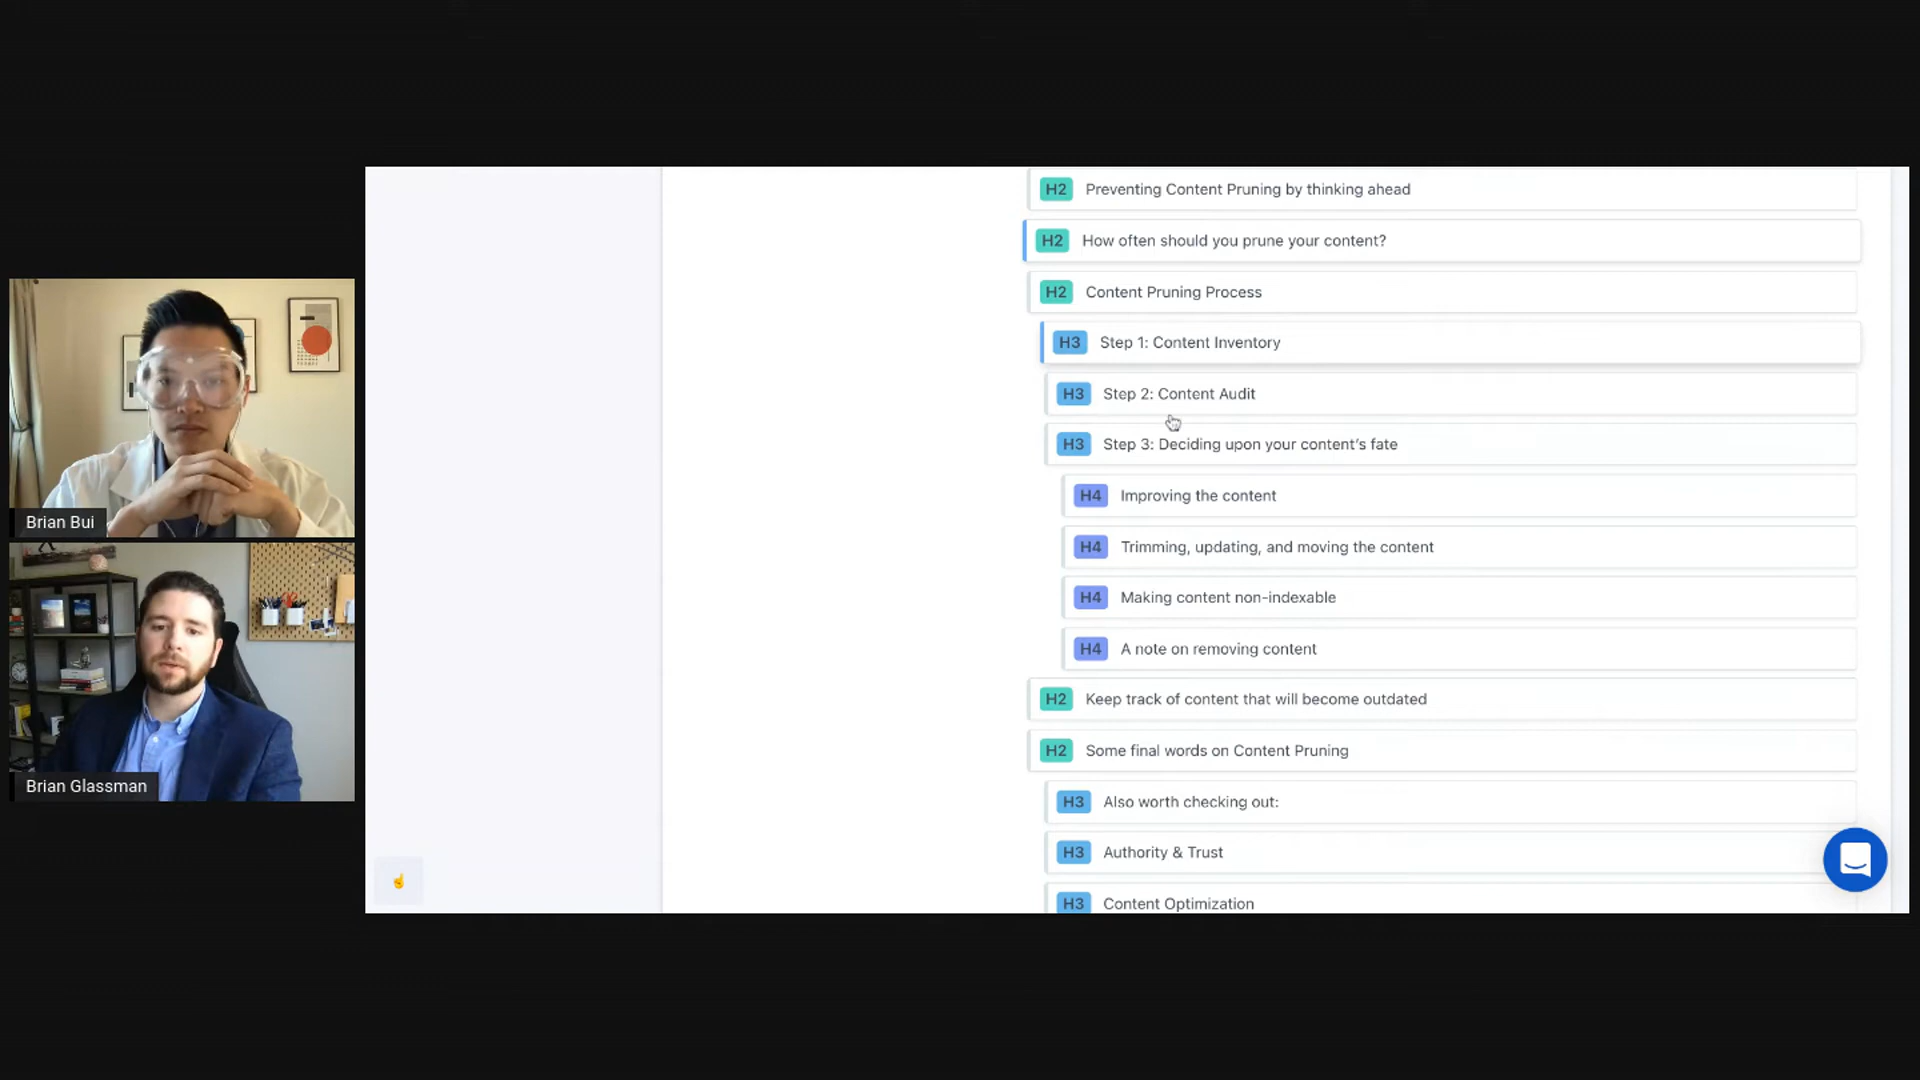 H2 Preventing Content Pruning by thinking ahead
H2 How often should you prune your content?
H2 Content Pruning Process
H3 Step 1: Content Inventory
H3 Step 2: Content Audit
H3 Step 3: Deciding upon your content's fate
H4 Improving the content
H4 Trimming, updating, and moving the content
H4 Making content non-indexable
H4 A note on removing content
H2 Keep track of content that will become outdated
H2 Some final words on Content Pruning
H3 Also worth checking out:
H3 Authority & Trust
H3 Content Optimization
Brian Bui
Brian Glassman